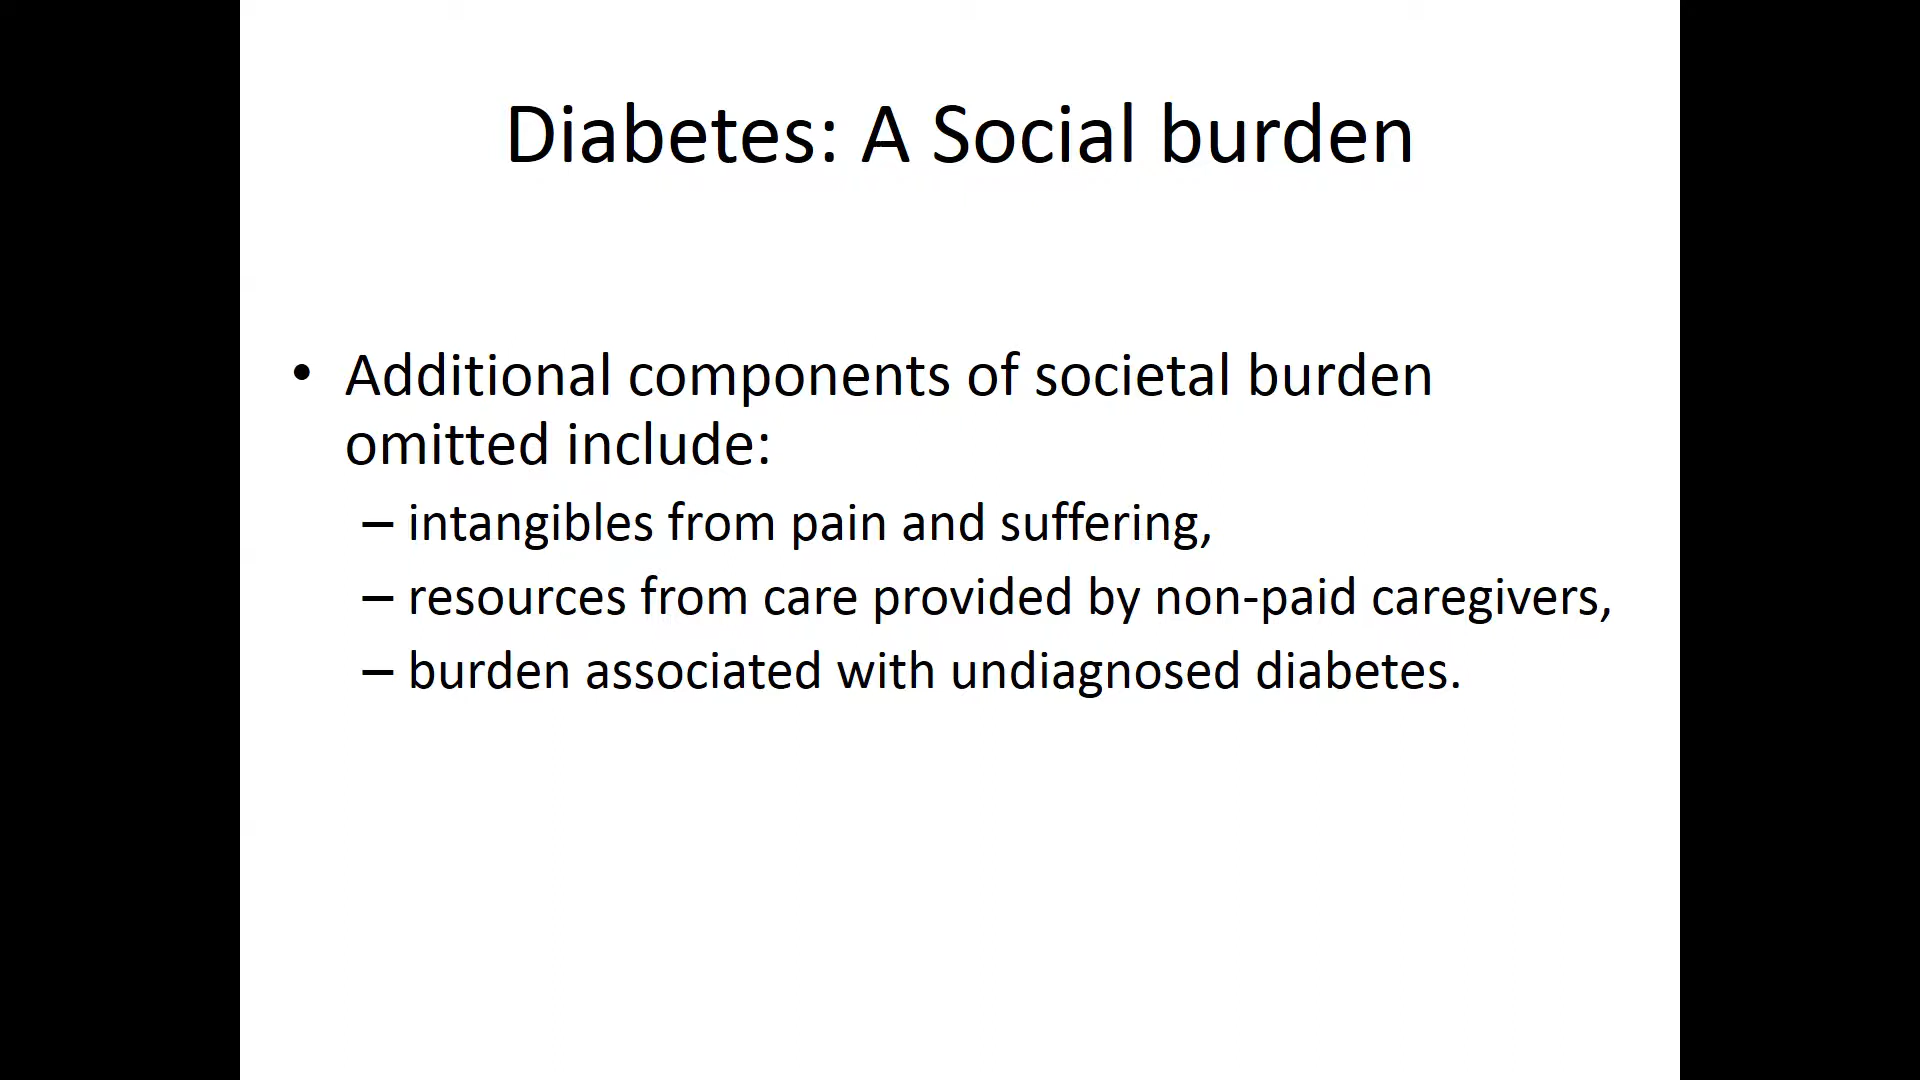 Diabetes: A Social burden
• Additional components of societal burden
omitted include:
– intangibles from pain and suffering,
– resources from care provided by non-paid caregivers,
– burden associated with undiagnosed diabetes.